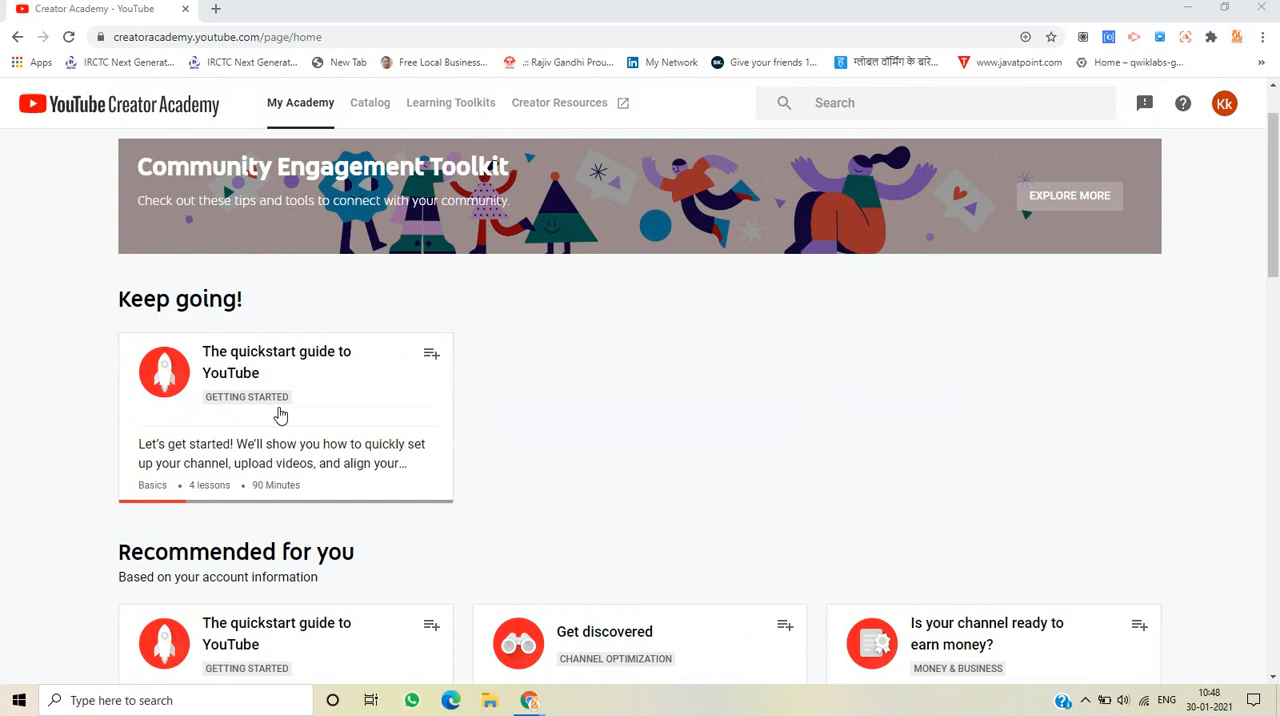 Creator Academy - YouTube
creatoracademy.youtube.com/page/home
Apps IRCTC Next Generat... IRCTC Next Generat... New Tab Free Local Business... .:: Rajiv Gandhi Prou... My Network Give your friends 1... ग्लोबल वॉर्मिंग के बारे... www.javatpoint.com Home – qwiklabs-g... »
YouTube Creator Academy My Academy Catalog Learning Toolkits Creator Resources Search Kk
Community Engagement Toolkit
Check out these tips and tools to connect with your community.
EXPLORE MORE
Keep going!
The quickstart guide to
YouTube
GETTING STARTED
Let's get started! We'll show you how to quickly set
up your channel, upload videos, and align your...
Basics • 4 lessons • 90 Minutes
Recommended for you
Based on your account information
The quickstart guide to
YouTube
GETTING STARTED
Get discovered
CHANNEL OPTIMIZATION
Is your channel ready to
earn money?
MONEY & BUSINESS
Type here to search
ENG
10:48
30-01-2021